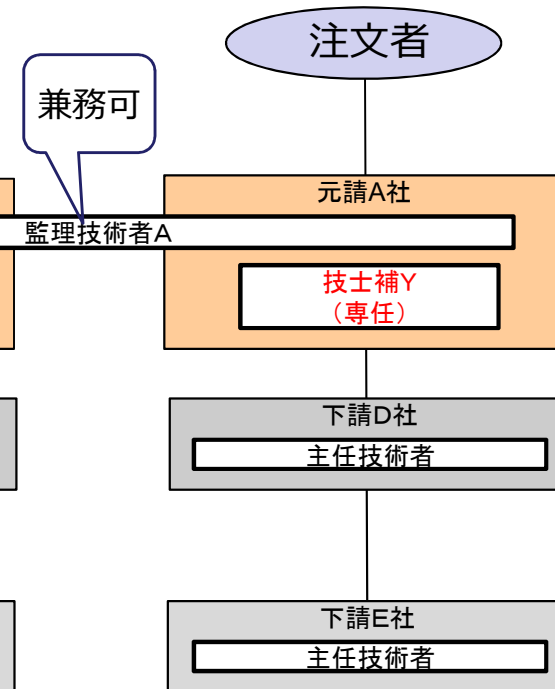 注文者
兼務可
元請A社
監理技術者A
技士補Y
（専任）
下請D社
主任技術者
下請E社
主任技術者